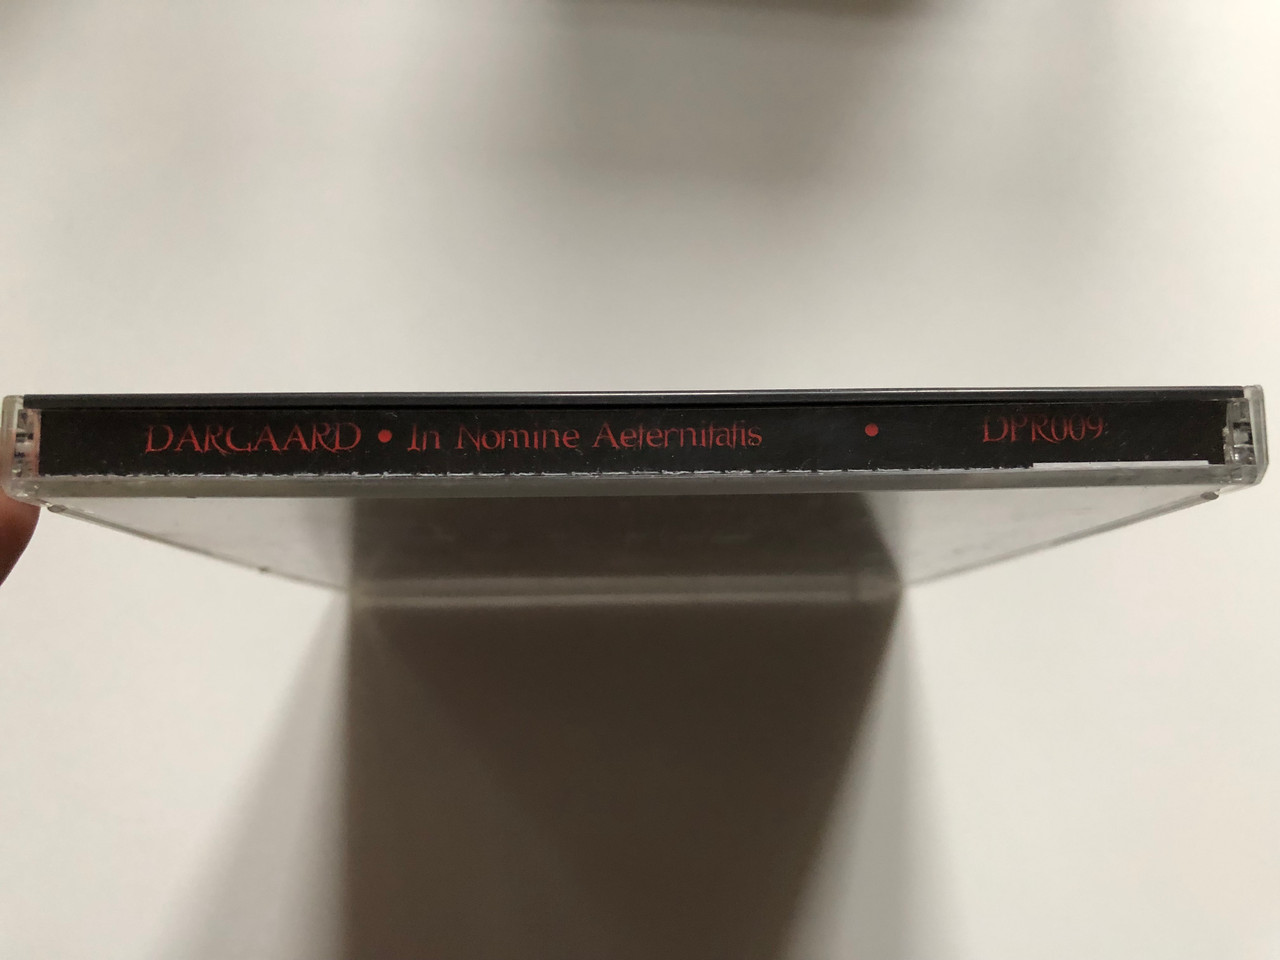 DARGAARD • In Nomine Aeternitatis • DPR009